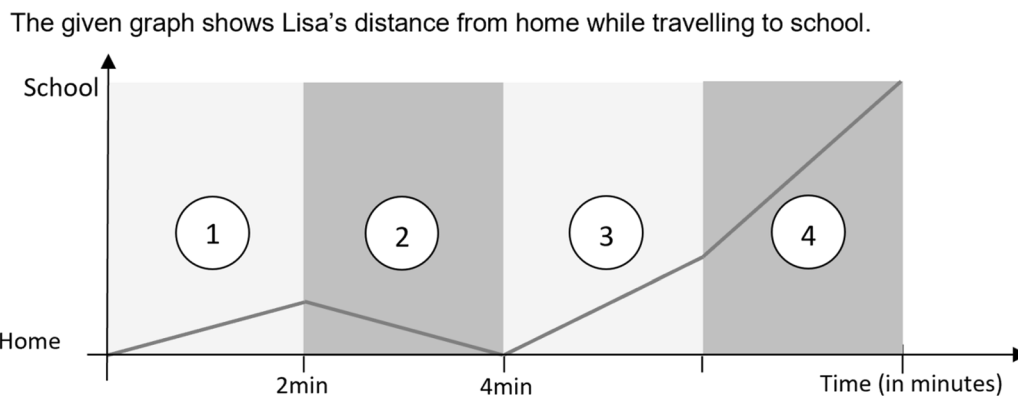 The given graph shows Lisa’s distance from home while travelling to school.
School
1
2
3
4
Home
2min
4min
Time (in minutes)